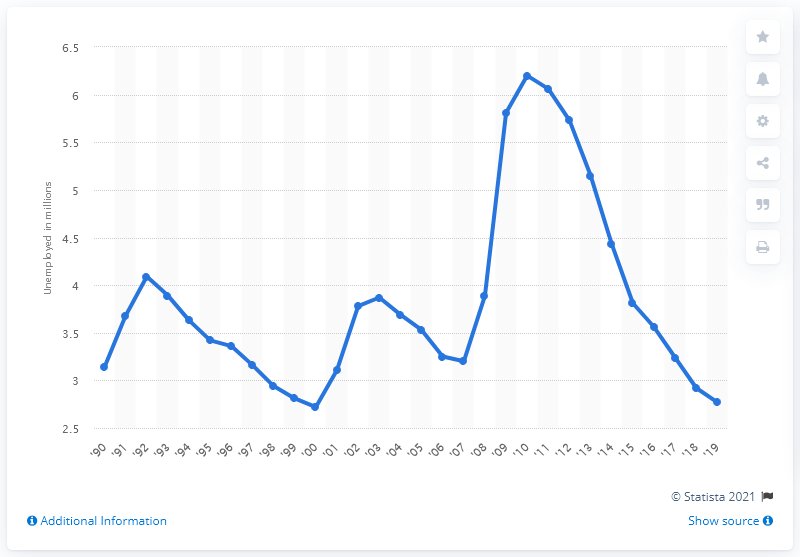 6.5
6
5.5
5
4.5
4
3.5
3
2.5
Unemployed in millions
'90 '91 '92 '93 '94 '95 '96 '97 '98 '99 '00 '01 '02 '03 '04 '05 '06 '07 '08 '09 '10 '11 '12 '13 '14 '15 '16 '17 '18 '19
© Statista 2021
Additional Information
Show source